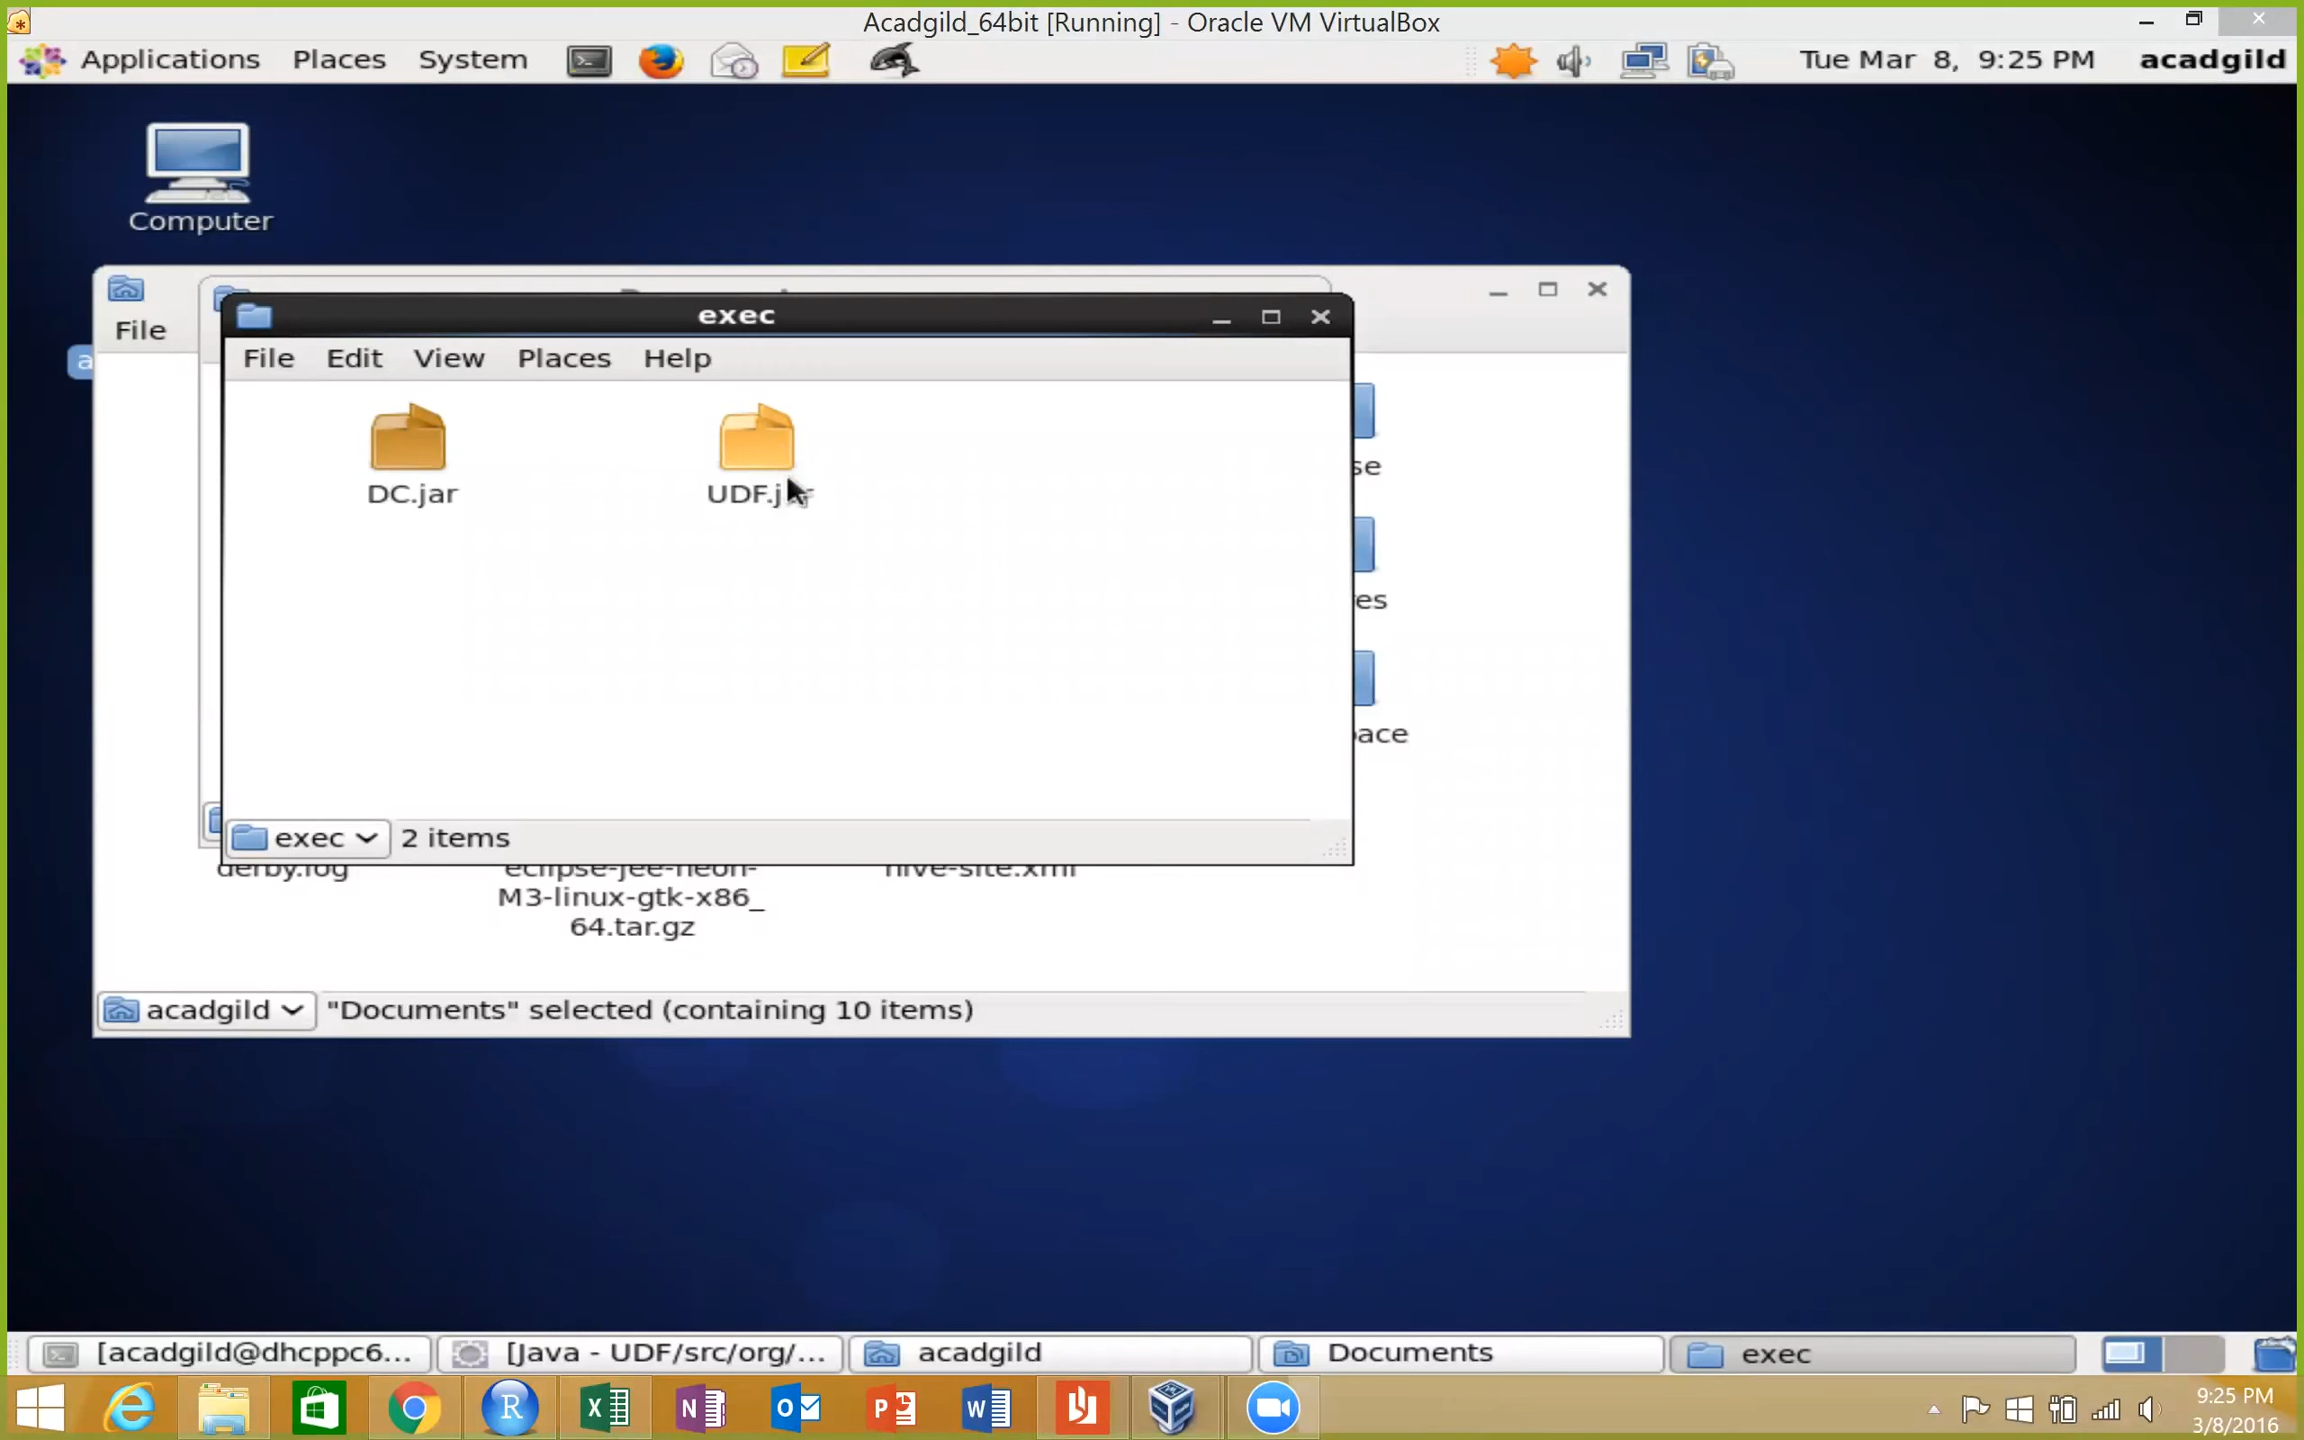 Acadgild_64bit [Running] - Oracle VM VirtualBox
Applications Places System
Tue Mar 8, 9:25 PM acadgild
Computer
File
exec
File Edit View Places Help
DC.jar
exec 2 items
M3-linux-gtk-x86_
64.tar.gz
acadgild "Documents" selected (containing 10 items)
[acadgild@dhcppc6... [Java - UDF/src/org/... acadgild Documents exec
9:25 PM
3/8/2016